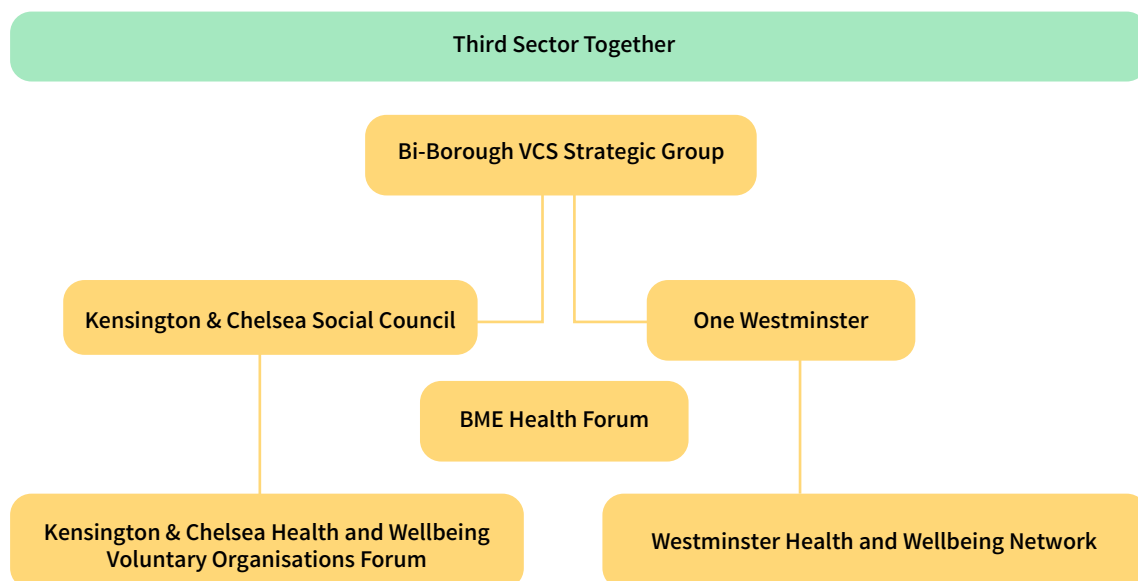 Third Sector Together
Bi-Borough VCS Strategic Group
Kensington & Chelsea Social Council
One Westminster
BME Health Forum
Kensington & Chelsea Health and Wellbeing
Voluntary Organisations Forum
Westminster Health and Wellbeing Network